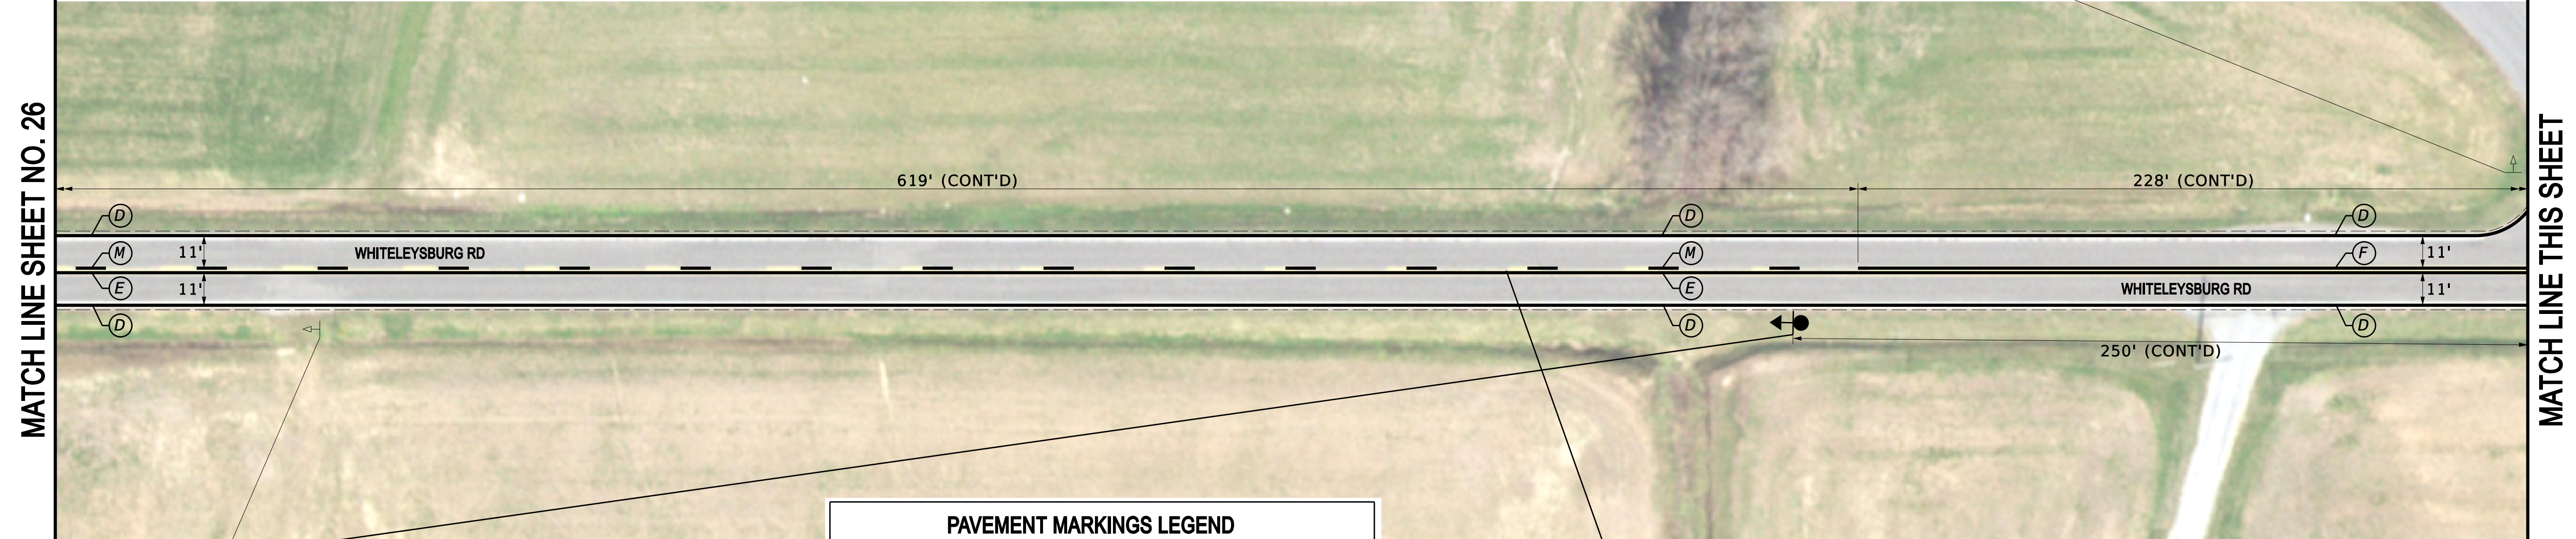 MATCH LINE SHEET NO. 26
619' (CONT'D)
228' (CONT'D)
D
D
D
M
11'
WHITELEYSBURG RD
M
F
11'
11'
E
E
WHITELEYSBURG RD
11'
D
D
D
250' (CONT'D)
PAVEMENT MARKINGS LEGEND
MATCH LINE THIS SHEET